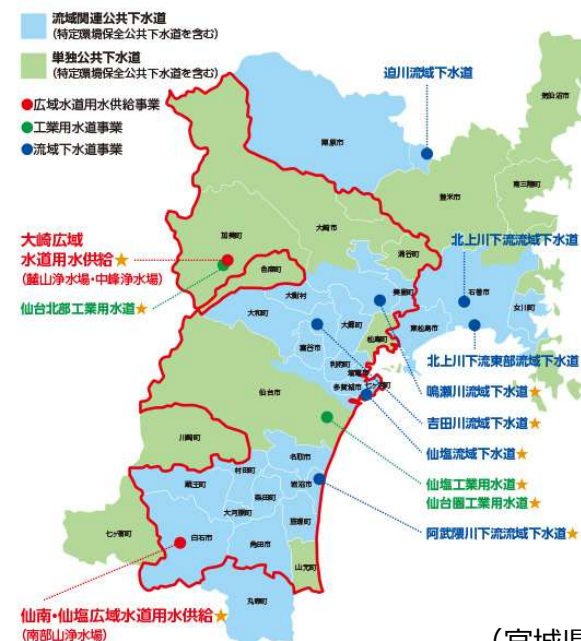 流域関連公共下水道
（特定環境保全公共下水道を含む）
単独公共下水道
（特定環境保全公共下水道を含む）
●広域水道用水供給事業
●工業用水道事業
●流域下水道事業
迫川流域下水道
気仙沼市
栗原市
南三陸町
登米市
大崎市
加美町
涌谷町
色麻町
大崎広域
水道用水供給★
（麓山浄水場・中峰浄水場）
仙台北部工業用水道★
北上川下流流域下水道
美里町
石巻市
女川町
大衡村
大和町
大郷町
東松島市
松島町
富谷市
利府町
塩竈市
多賀城市
七ヶ浜町
北上川下流東部流域下水道
鳴瀬川流域下水道★
吉田川流域下水道★
仙台市
仙塩流域下水道★
川崎町
名取市
村田町
岩沼市
蔵王町
柴田町
大河原町
亘理町
仙塩工業用水道★
仙台圏工業用水道★
七ヶ宿町
白石市
角田市
山元町
丸森町
阿武隈川下流流域下水道★
仙南・仙塩広域水道用水供給★
（南部山浄水場）
（宮城県